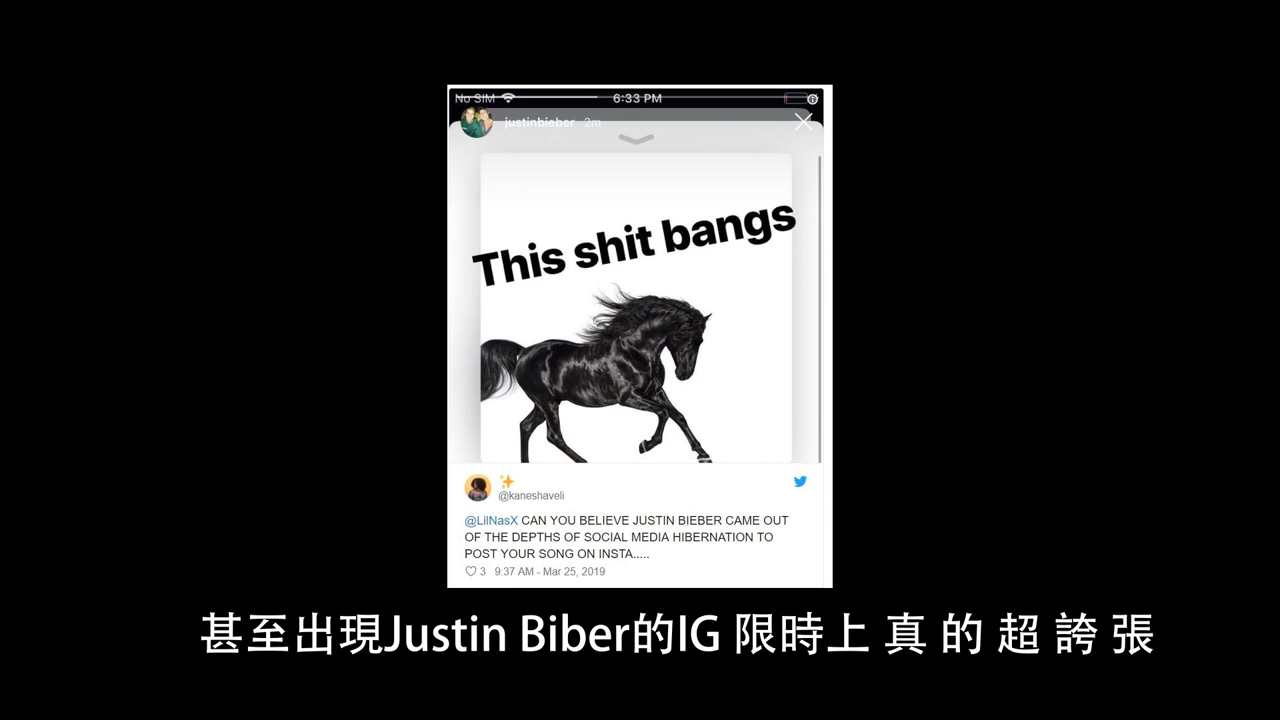 No SIM 6:33 PM
justinbieber 2m
This shit bangs
@kaneshaveli
@LilNasX CAN YOU BELIEVE JUSTIN BIEBER CAME OUT
OF THE DEPTHS OF SOCIAL MEDIA HIBERNATION TO
POST YOUR SONG ON INSTA.....
3 9:37 AM - Mar 25, 2019
甚至出現Justin Biber的IG 限時上 真 的 超 誇 張